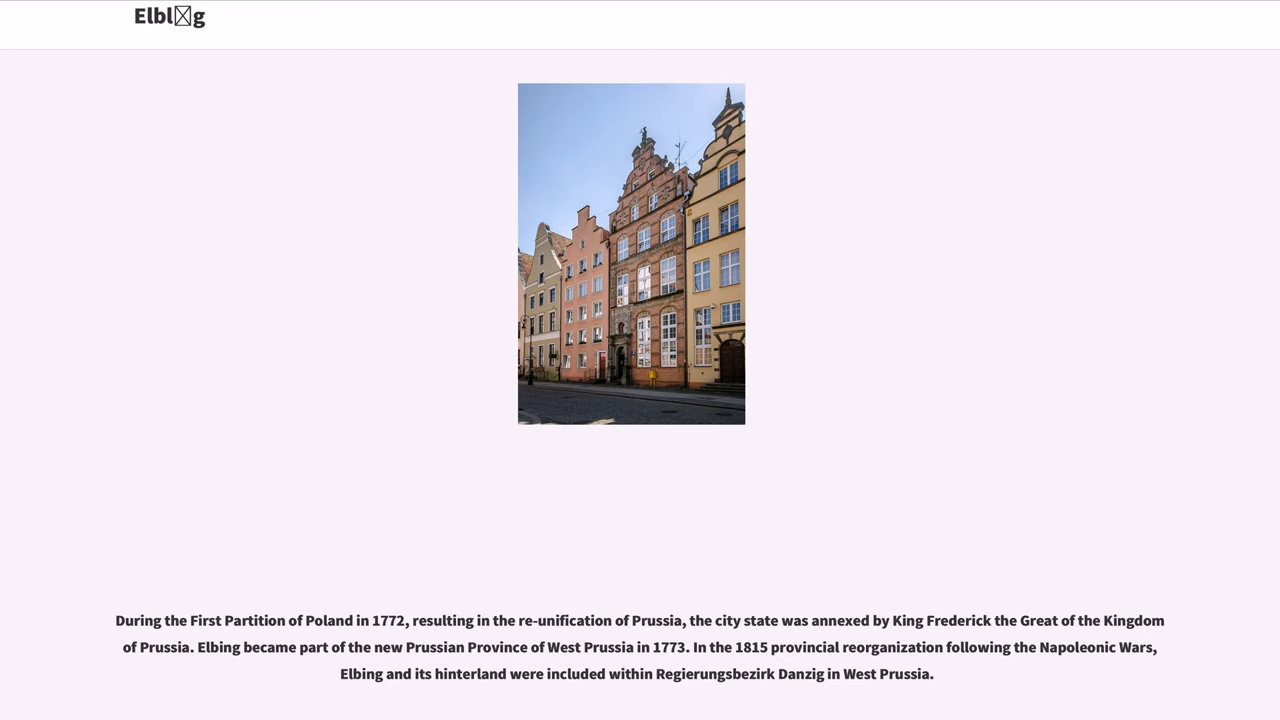 Elbl□g
During the First Partition of Poland in 1772, resulting in the re-unification of Prussia, the city state was annexed by King Frederick the Great of the Kingdom
of Prussia. Elbing became part of the new Prussian Province of West Prussia in 1773. In the 1815 provincial reorganization following the Napoleonic Wars,
Elbing and its hinterland were included within Regierungsbezirk Danzig in West Prussia.